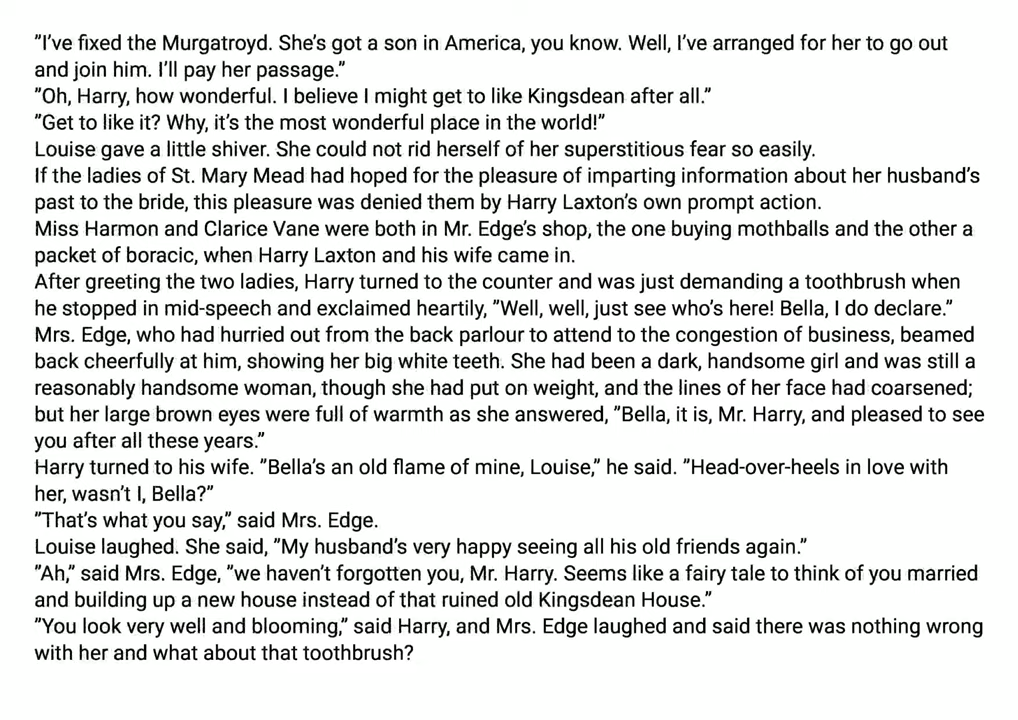 "I've fixed the Murgatroyd. She's got a son in America, you know. Well, I've arranged for her to go out
and join him. I'll pay her passage."
"Oh, Harry, how wonderful. I believe I might get to like Kingsdean after all."
"Get to like it? Why, it's the most wonderful place in the world!"
Louise gave a little shiver. She could not rid herself of her superstitious fear so easily.
If the ladies of St. Mary Mead had hoped for the pleasure of imparting information about her husband's
past to the bride, this pleasure was denied them by Harry Laxton's own prompt action.
Miss Harmon and Clarice Vane were both in Mr. Edge's shop, the one buying mothballs and the other a
packet of boracic, when Harry Laxton and his wife came in.
After greeting the two ladies, Harry turned to the counter and was just demanding a toothbrush when
he stopped in mid-speech and exclaimed heartily, "Well, well, just see who's here! Bella, I do declare."
Mrs. Edge, who had hurried out from the back parlour to attend to the congestion of business, beamed
back cheerfully at him, showing her big white teeth. She had been a dark, handsome girl and was still a
reasonably handsome woman, though she had put on weight, and the lines of her face had coarsened;
but her large brown eyes were full of warmth as she answered, "Bella, it is, Mr. Harry, and pleased to see
you after all these years."
Harry turned to his wife. "Bella's an old flame of mine, Louise," he said. "Head-over-heels in love with
her, wasn't I, Bella?"
"That's what you say," said Mrs. Edge.
Louise laughed. She said, "My husband's very happy seeing all his old friends again."
"Ah," said Mrs. Edge, "we haven't forgotten you, Mr. Harry. Seems like a fairy tale to think of you married
and building up a new house instead of that ruined old Kingsdean House."
"You look very well and blooming," said Harry, and Mrs. Edge laughed and said there was nothing wrong
with her and what about that toothbrush?